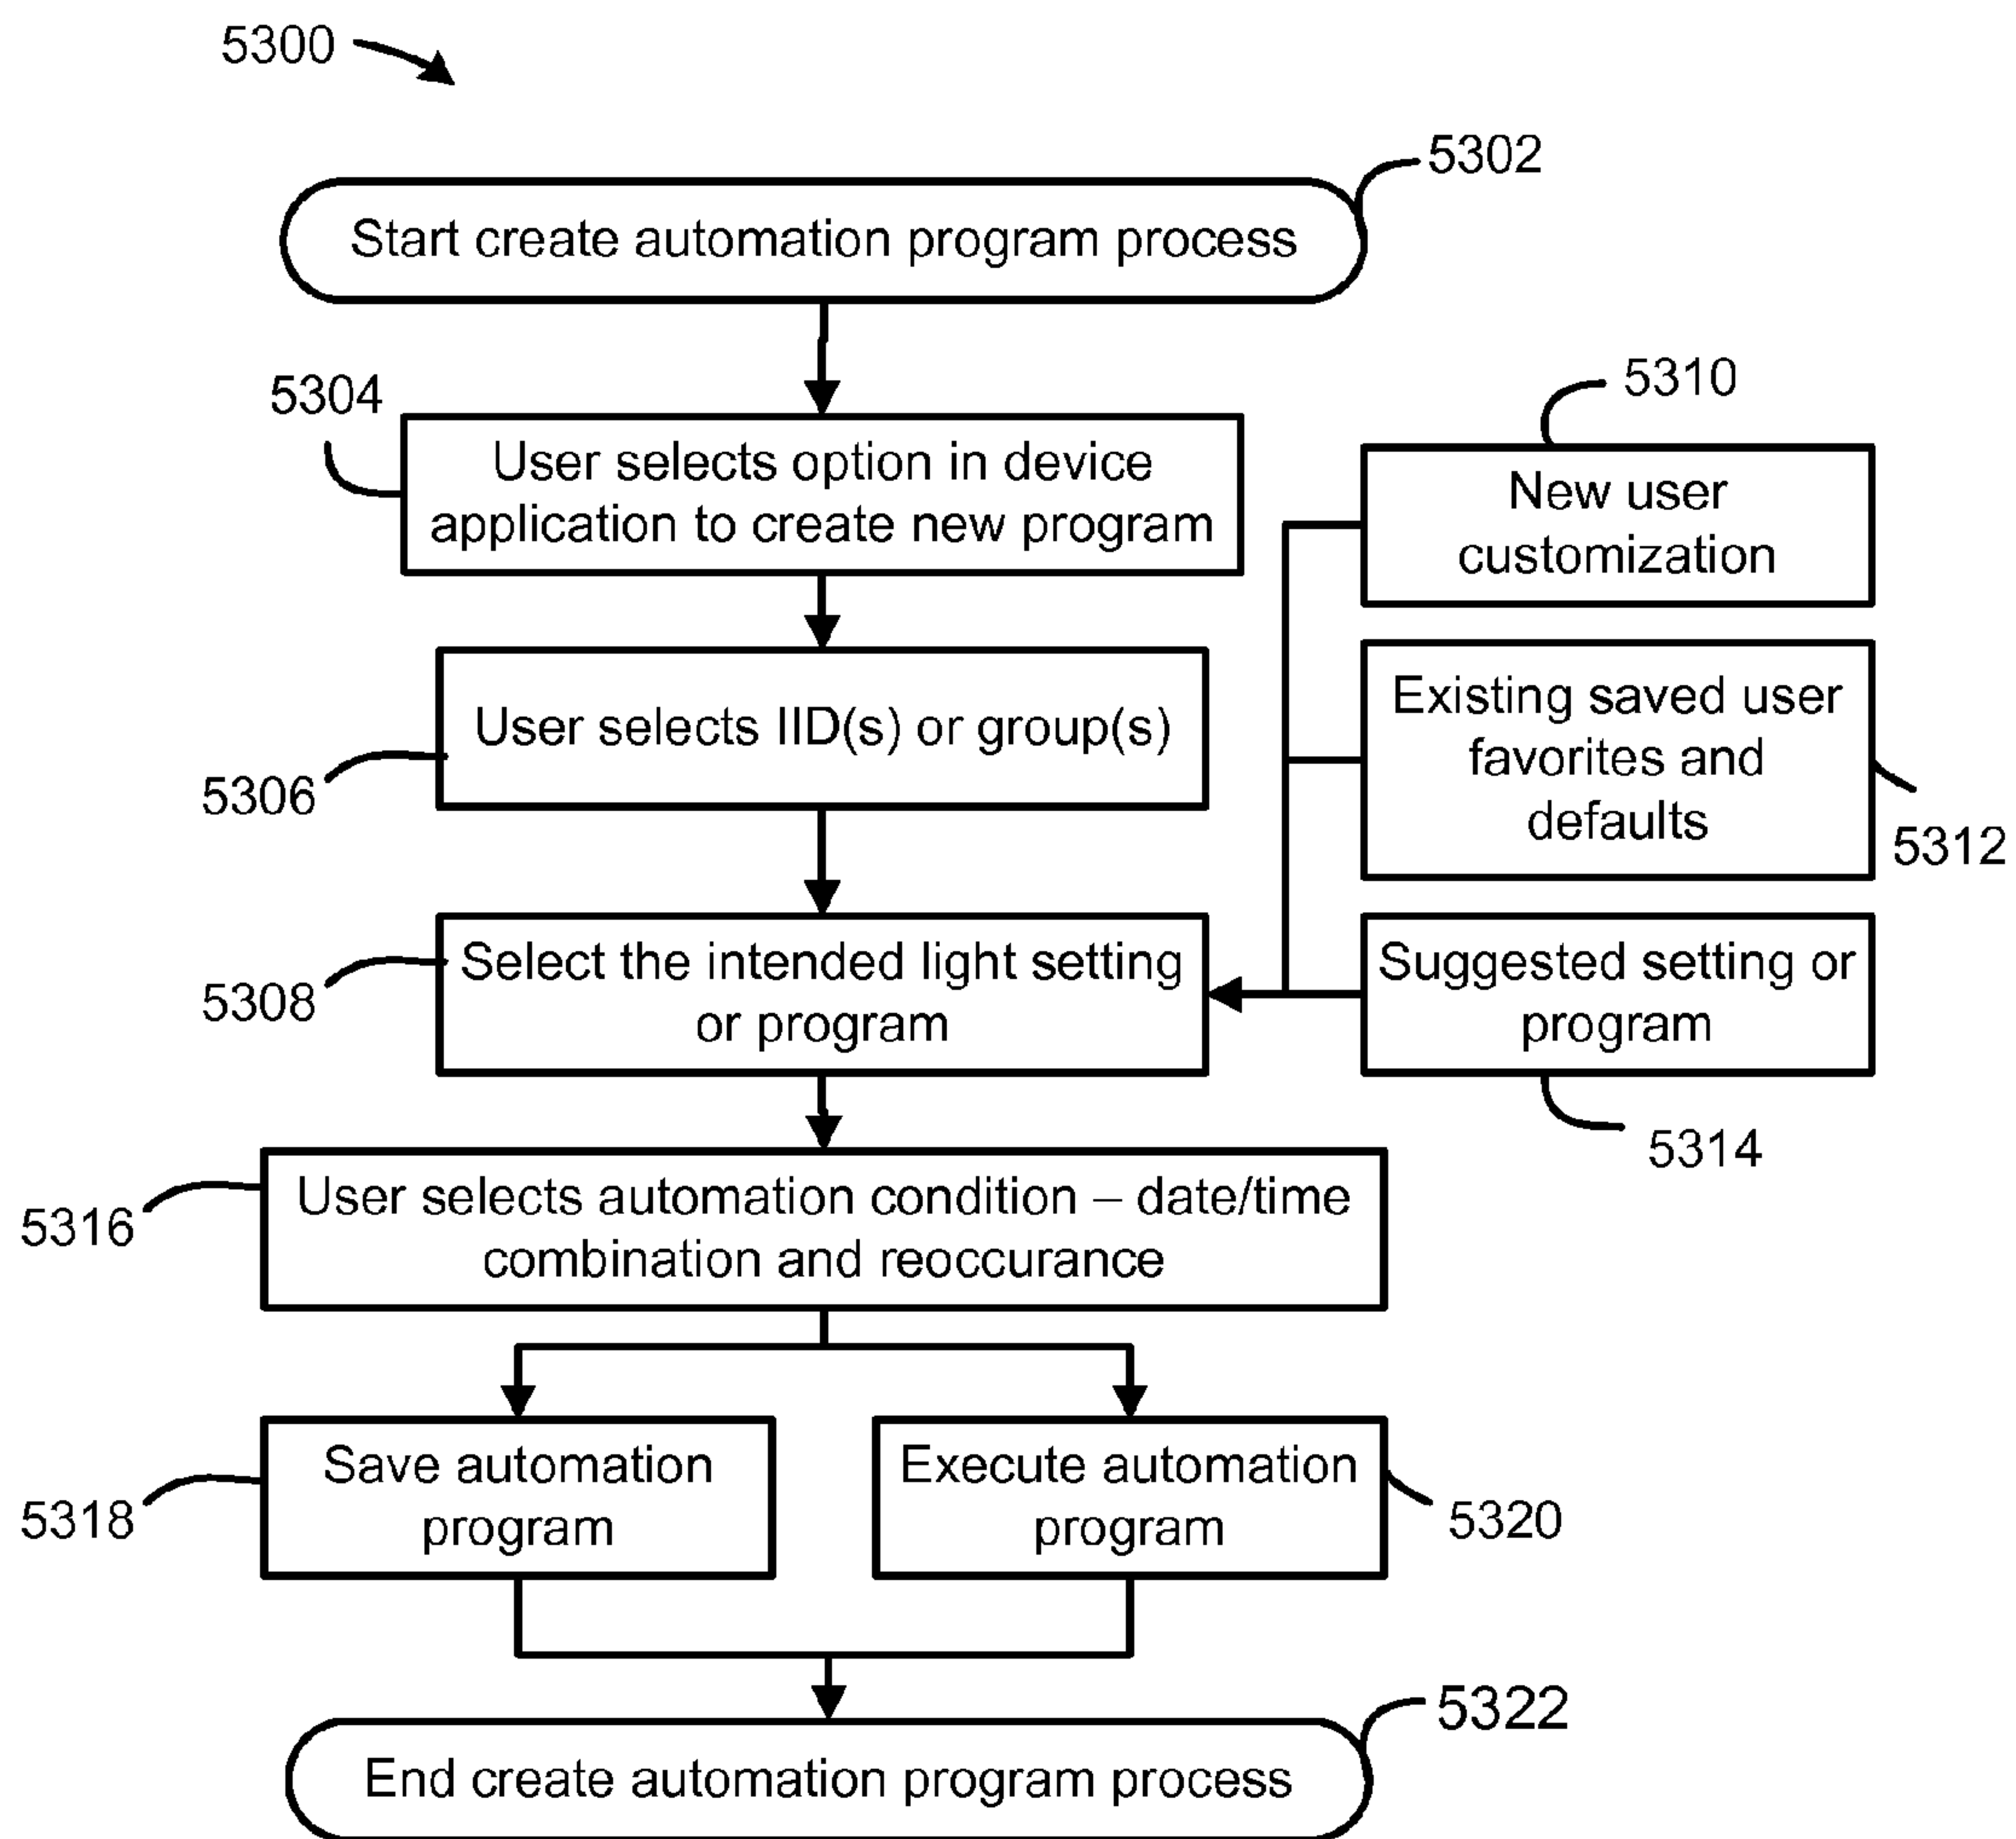 5300
5302
Start create automation program process
5304
User selects option in device
application to create new program
5310
New user
customization
User selects IID(s) or group(s)
5306
Existing saved user
favorites and
defaults
5312
Select the intended light setting
or program
5308
Suggested setting or
program
5314
User selects automation condition – date/time
combination and reoccurance
5316
Save automation
program
5318
Execute automation
program
5320
5322
End create automation program process